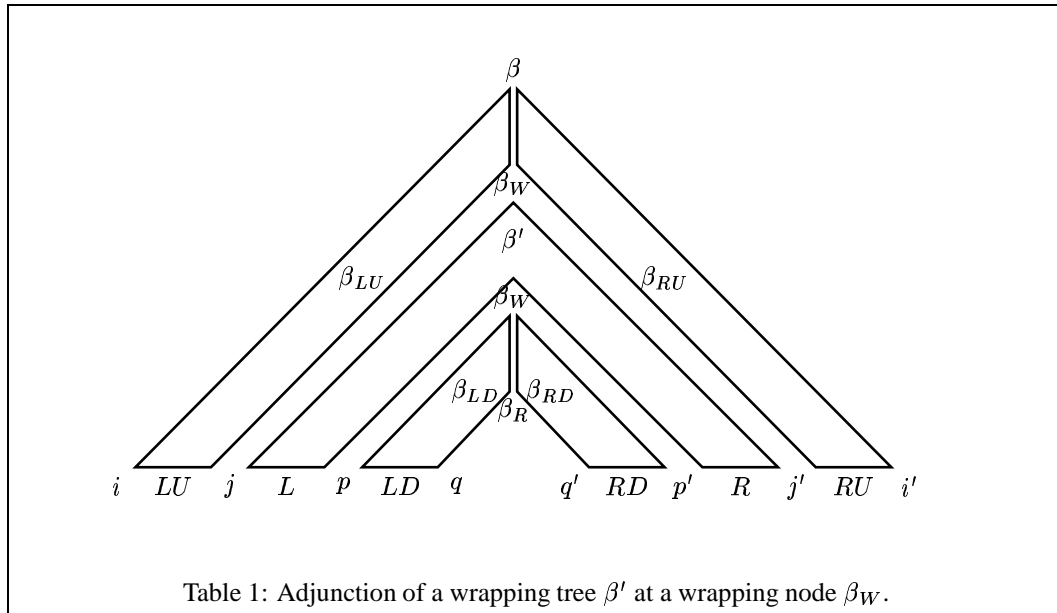 β
β_W
β′
β_LU β_RU
β_W
β_LD β_RD
β_R
i LU j L p LD q q′ RD p′ R j′ RU i′
Table 1: Adjunction of a wrapping tree β′ at a wrapping node β_W.